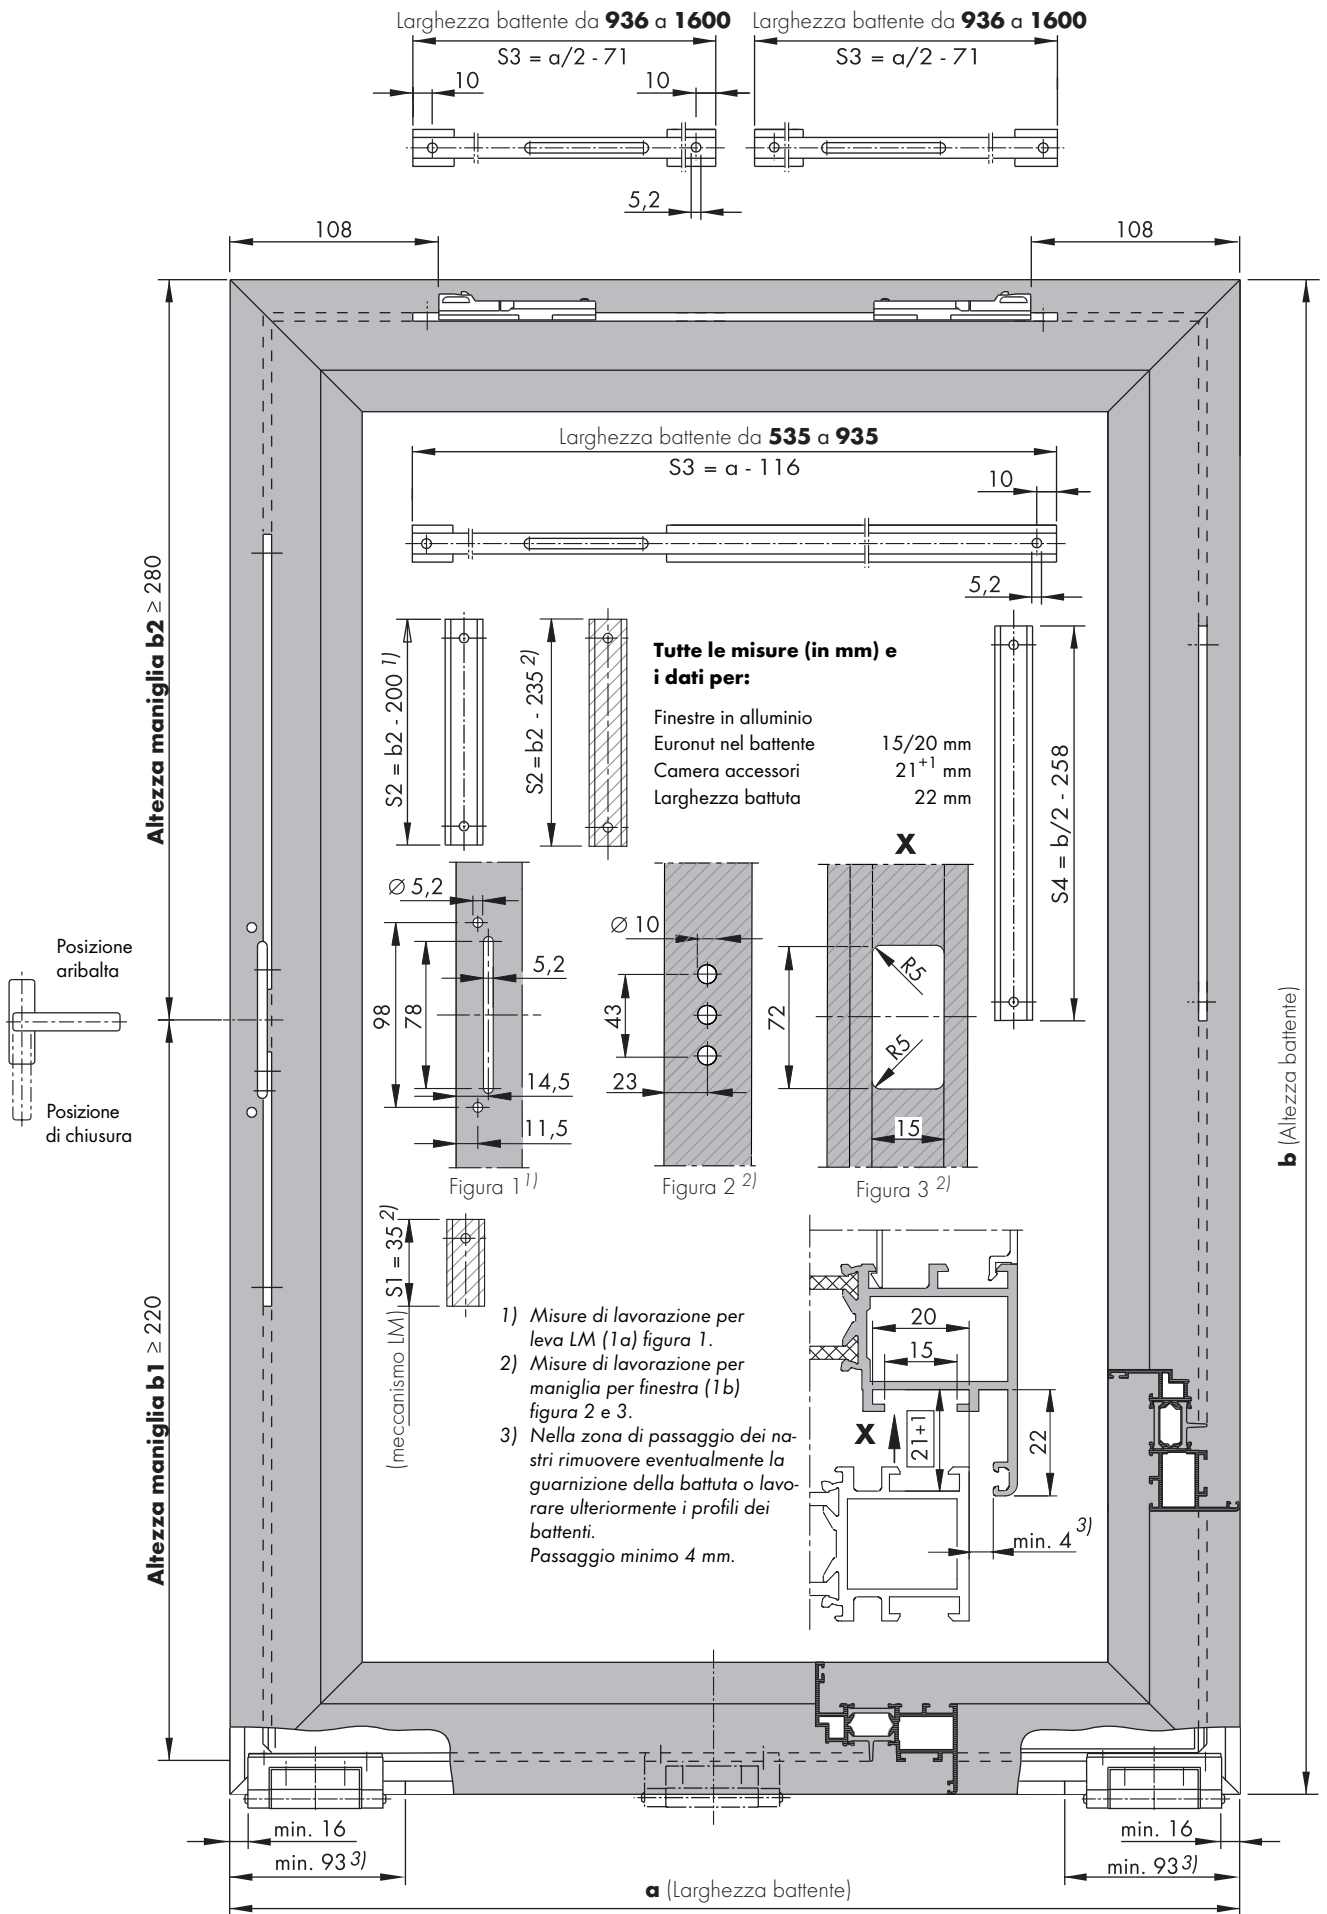 Larghezza battente da 936 a 1600
Larghezza battente da 936 a 1600
S3 = a/2 - 71
S3 = a/2 - 71
10
10
5,2
108
108
Larghezza battente da 535 a 935
S3 = a - 116
10
5,2
Altezza maniglia b2 ≥ 280
S2 = b2 - 200 1)
S2 = b2 - 235 2)
Tutte le misure (in mm) e
i dati per:
Finestre in alluminio
Euronut nel battente 15/20 mm
Camera accessori 21+1 mm
Larghezza battuta 22 mm
S4 = b/2 - 258
X
Ø 5,2
Ø 10
5,2
98
78
43
72
R5
R5
14,5
23
11,5
15
Figura 1 1)
Figura 2 2)
Figura 3 2)
Posizione
aribalta
Posizione
di chiusura
b (Altezza battente)
Altezza maniglia b1 ≥ 220
S1 = 35 2)
(meccanismo LM)
1) Misure di lavorazione per
leva LM (1a) figura 1.
2) Misure di lavorazione per
maniglia per finestra (1b)
figura 2 e 3.
3) Nella zona di passaggio dei na-
stri rimuovere eventualmente la
guarnizione della battuta o lavo-
rare ulteriormente i profili dei
battenti.
Passaggio minimo 4 mm.
20
15
X
21+1
22
min. 4 3)
min. 16
min. 16
min. 93 3)
min. 93 3)
a (Larghezza battente)